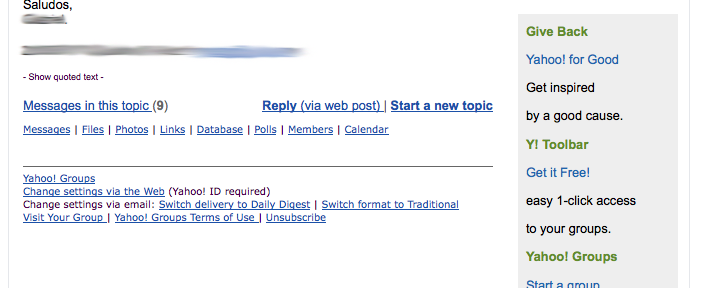 Saludos,
- Show quoted text -
Messages in this topic (9) Reply (via web post) | Start a new topic
Messages | Files | Photos | Links | Database | Polls | Members | Calendar
Yahoo! Groups
Change settings via the Web (Yahoo! ID required)
Change settings via email: Switch delivery to Daily Digest | Switch format to Traditional
Visit Your Group | Yahoo! Groups Terms of Use | Unsubscribe
Give Back
Yahoo! for Good
Get inspired
by a good cause.
Y! Toolbar
Get it Free!
easy 1-click access
to your groups.
Yahoo! Groups
Start a group